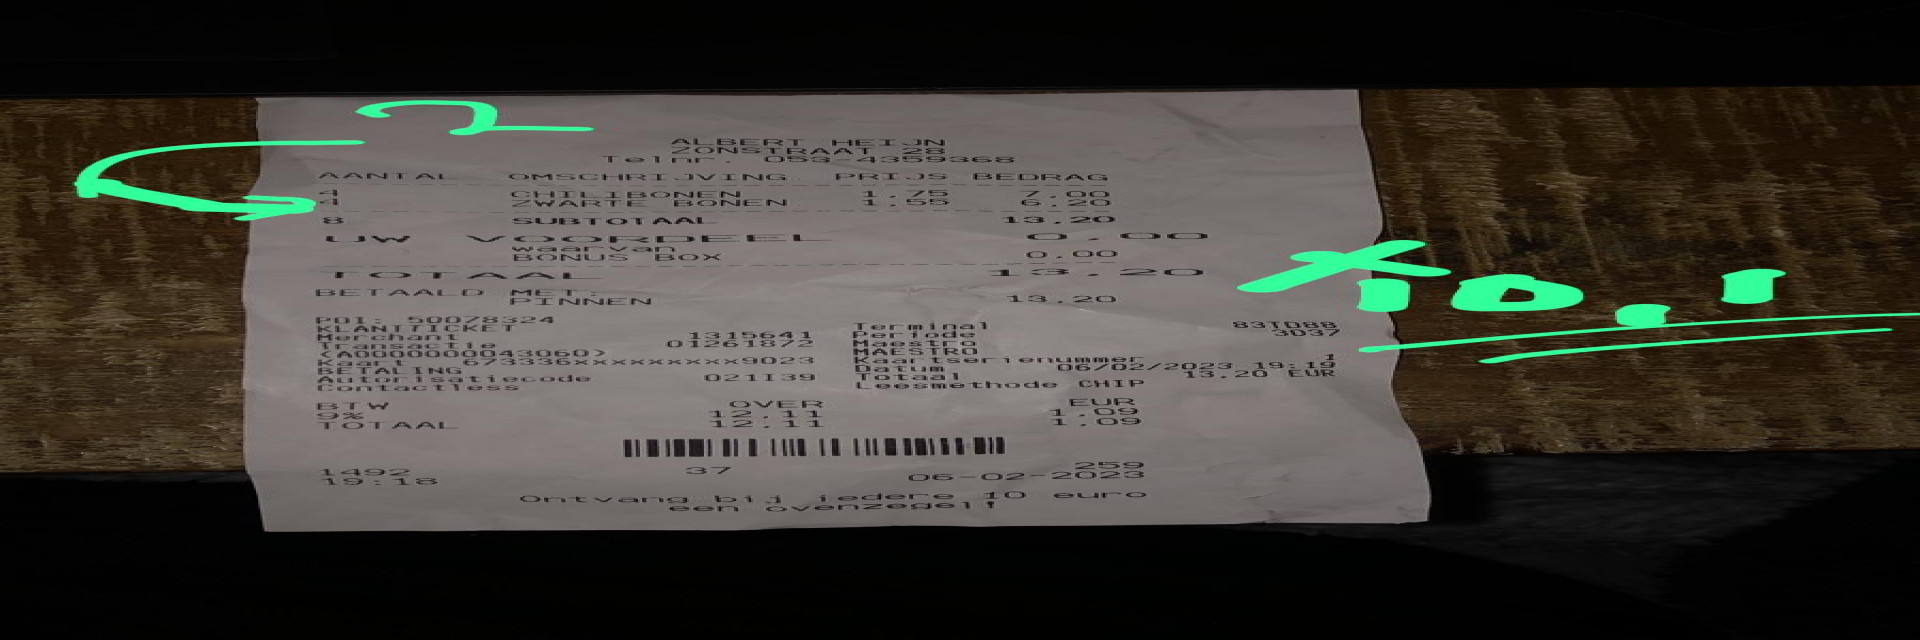 2
ALBERT HEIJN
ZONSTRAAT 28
Telnr. 053-4359368
AANTAL OMSCHRIJVING PRIJS BEDRAG
4 CHILIBONEN 1,75 7,00
4 ZWARTE BONEN 1,55 6,20
8 SUBTOTAAL 13,20
UW VOORDEEL 0,00
waarvan
BONUS BOX 0,00
TOTAAL 13,20
x 10.1
BETAALD MET:
PINNEN 13,20
POI: 50078324
KLANTTICKET
Merchant 1315641
Transactie 01261872
(A0000000043060)
Kaart 673336xxxxxxxxx9023
BETALING
Autorisatiecode 021I39
Contactless
Terminal 83TD88
Periode 3037
Maestro
MAESTRO
Kaartserienummer 1
Datum 06/02/2023 19:19
Totaal 13,20 EUR
Leesmethode CHIP
BTW OVER EUR
9% 12,11 1,09
TOTAAL 12,11 1,09
1492 37 259
19:18 06-02-2023
Ontvang bij iedere 10 euro
een ovenzegel!